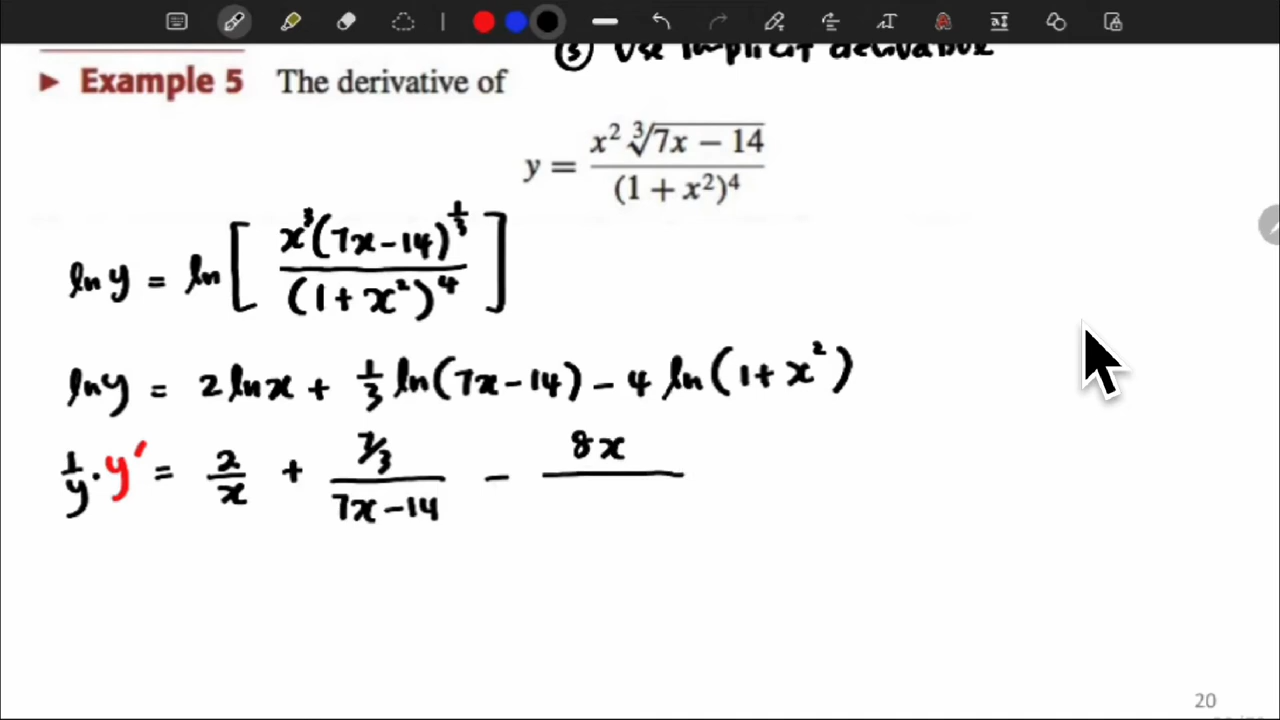 ③ Use implicit derivative
▶ Example 5 The derivative of
y = x² ∛(7x − 14) / (1 + x²)⁴
ln y = ln [ x³(7x−14)^(1/3) / (1+x²)⁴ ]
ln y = 2 ln x + 1/3 ln(7x−14) − 4 ln(1+x²)
1/y · y′ = 2/x + (7/3)/(7x−14) − 8x/
20